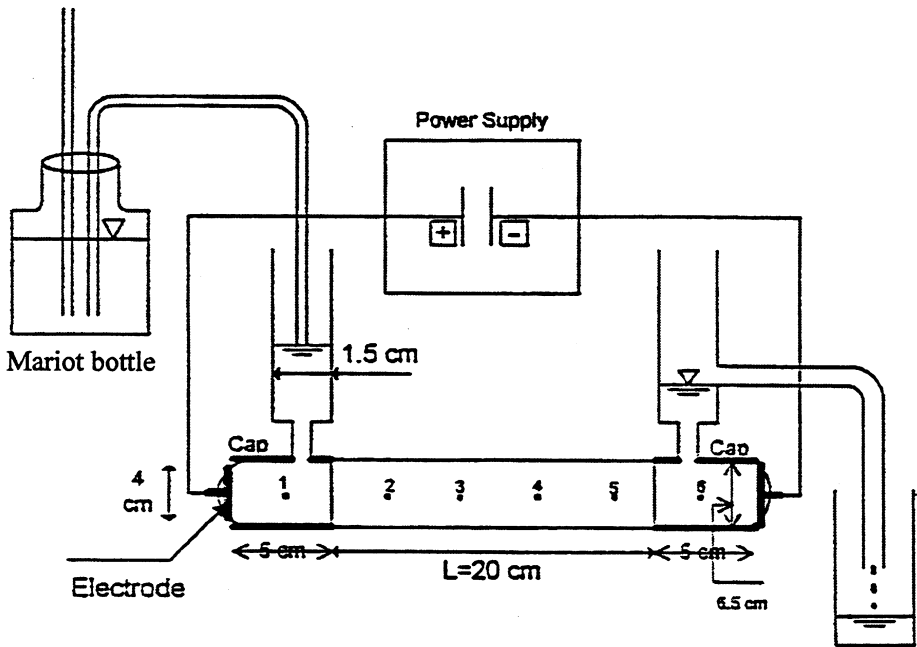 Power Supply
+
-
Mariot bottle
1.5 cm
Cap
Cap
4
cm
1
2
3
4
5
6
5 cm
L=20 cm
5 cm
Electrode
6.5 cm